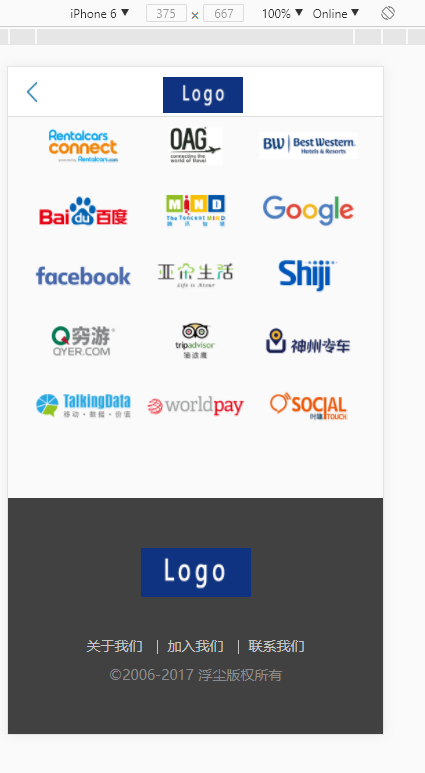 iPhone 6 ▼ 375 × 667 100% ▼ Online ▼
Logo
Rentalcars connect powered by Rentalcars.com
OAG connecting the world of travel
BW Best Western. Hotels & Resorts
Bai du 百度
MIND The Tencent MIND 腾讯智慧
Google
facebook
亚朵生活 Life is Atour
Shiji
Q穷游® QYER.COM
tripadvisor 猫途鹰
神州专车
TalkingData 移动·数据·价值
worldpay
SOCIAL TOUCH 时趣
Logo
关于我们 | 加入我们 | 联系我们
©2006-2017 浮尘版权所有